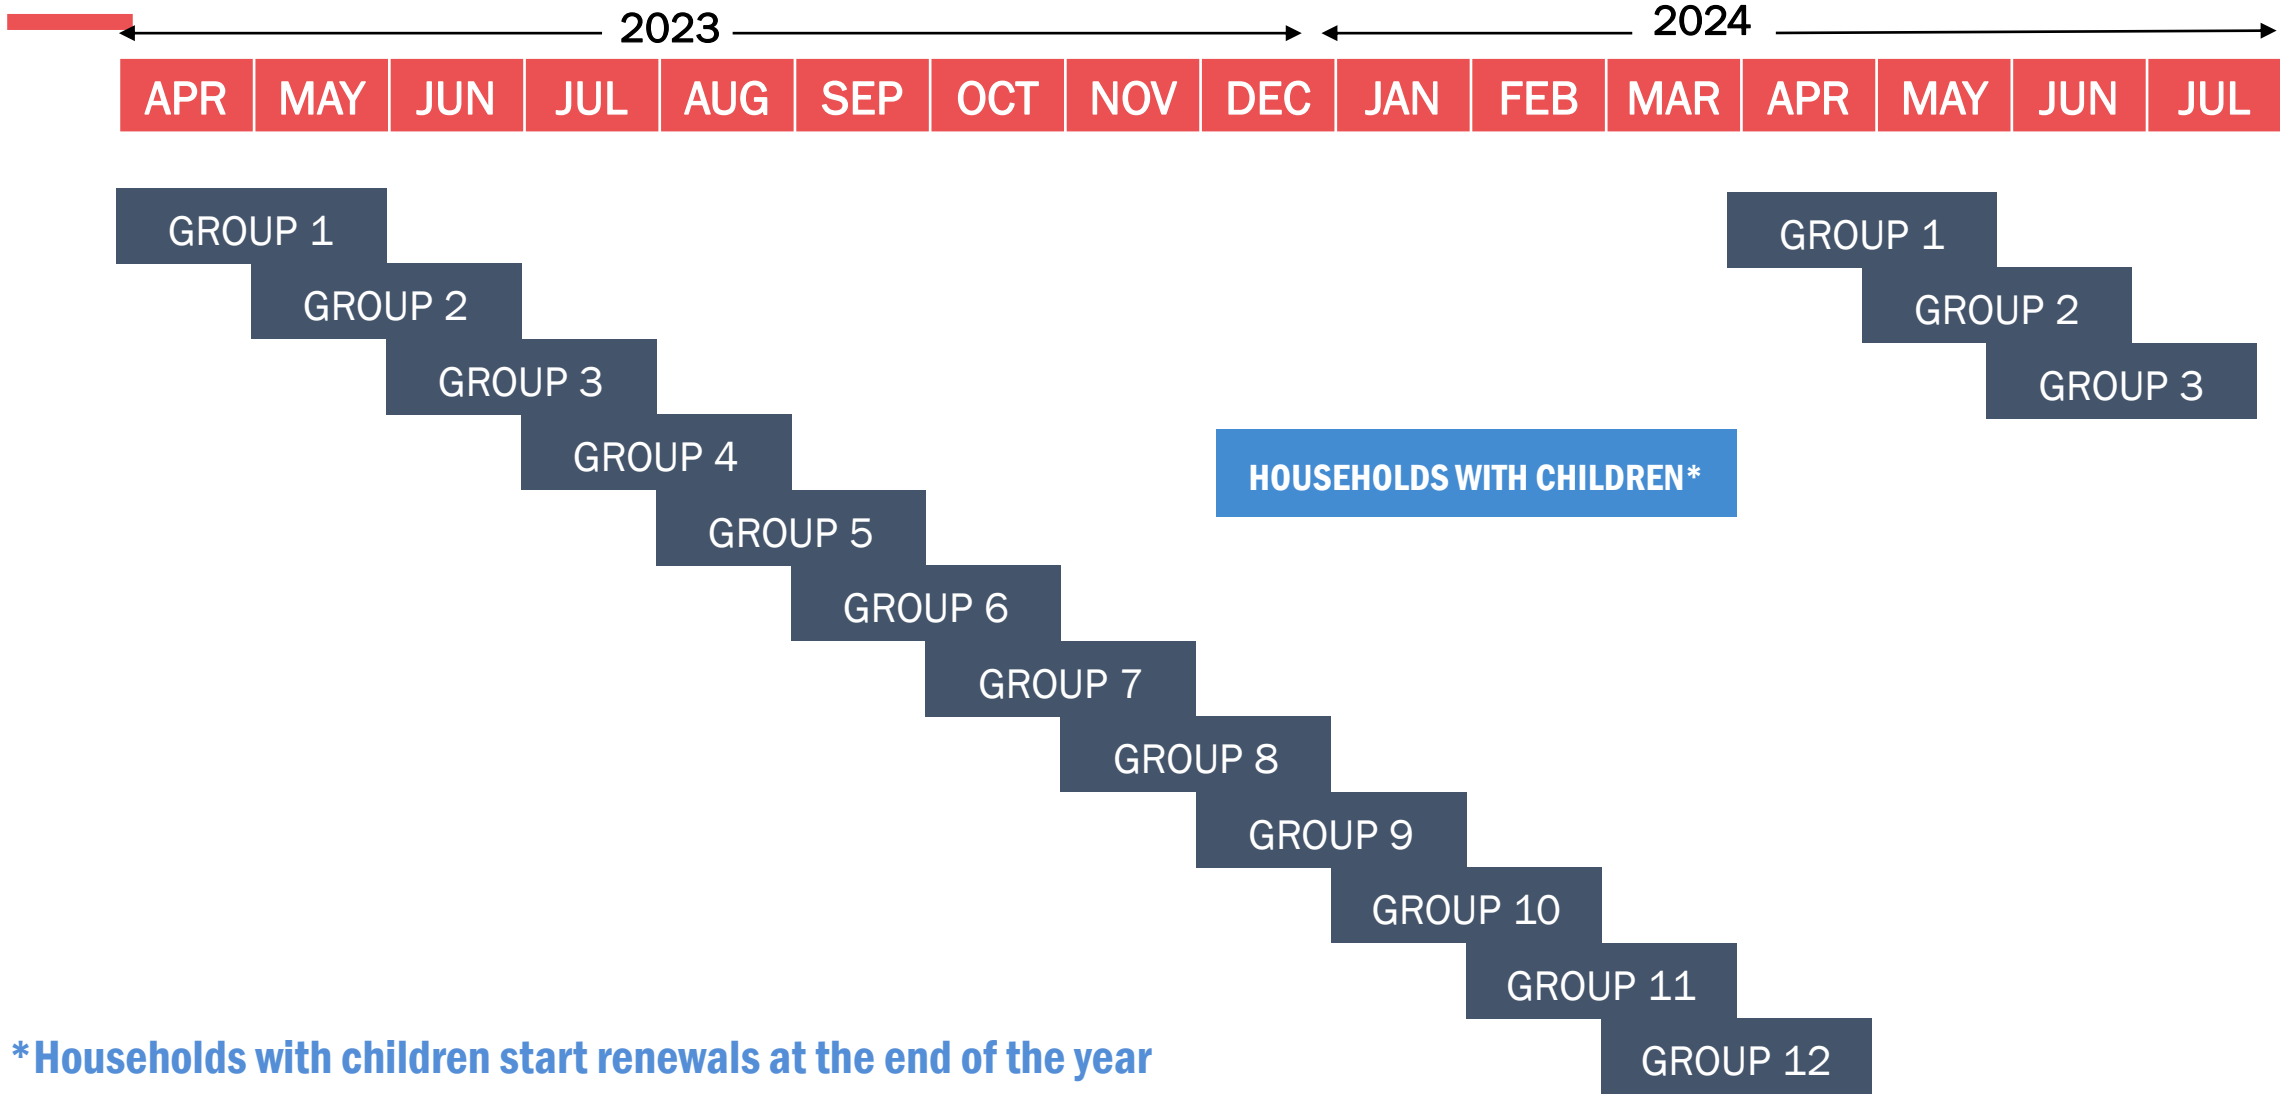 2023 2024
APR MAY JUN JUL AUG SEP OCT NOV DEC JAN FEB MAR APR MAY JUN JUL
GROUP 1 GROUP 1
GROUP 2 GROUP 2
GROUP 3 GROUP 3
GROUP 4
HOUSEHOLDS WITH CHILDREN*
GROUP 5
GROUP 6
GROUP 7
GROUP 8
GROUP 9
GROUP 10
GROUP 11
GROUP 12
*Households with children start renewals at the end of the year